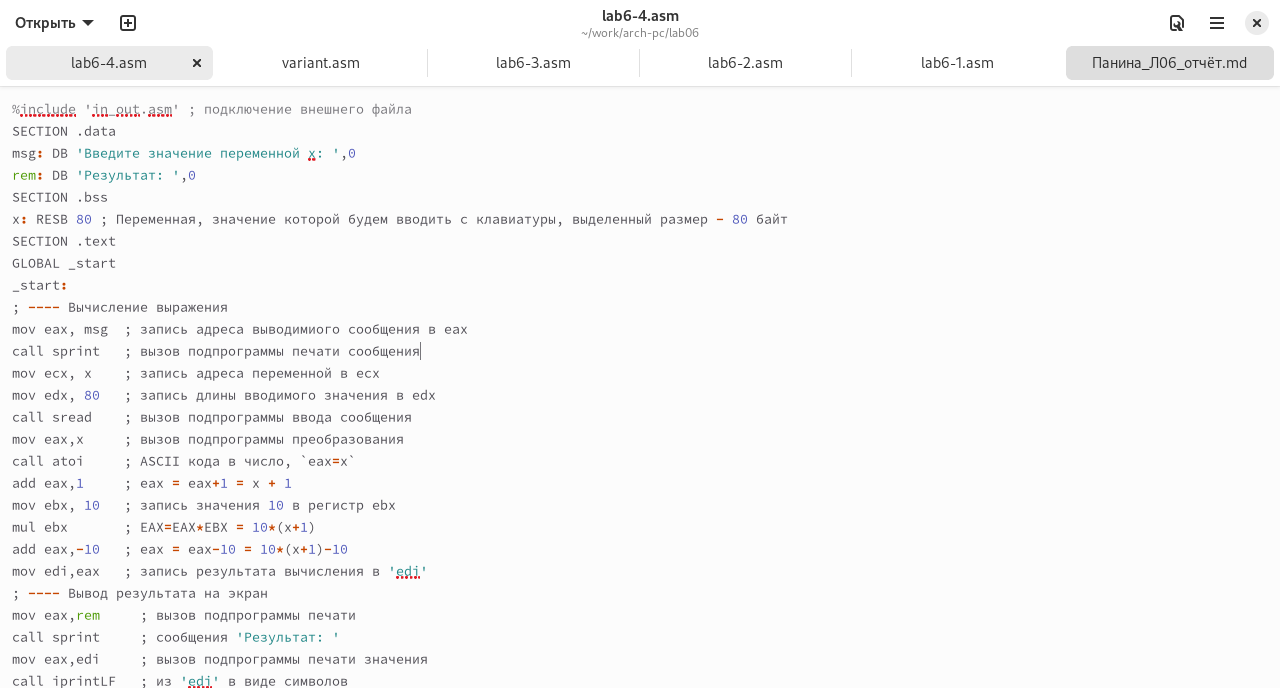 Открыть
lab6-4.asm
~/work/arch-pc/lab06
lab6-4.asm variant.asm lab6-3.asm lab6-2.asm lab6-1.asm Панина_Л06_отчёт.md
%include 'in_out.asm' ; подключение внешнего файла
SECTION .data
msg: DB 'Введите значение переменной x: ',0
rem: DB 'Результат: ',0
SECTION .bss
x: RESB 80 ; Переменная, значение которой будем вводить с клавиатуры, выделенный размер - 80 байт
SECTION .text
GLOBAL _start
_start:
; ---- Вычисление выражения
mov eax, msg  ; запись адреса выводимиого сообщения в eax
call sprint   ; вызов подпрограммы печати сообщения
mov ecx, x    ; запись адреса переменной в ecx
mov edx, 80   ; запись длины вводимого значения в edx
call sread    ; вызов подпрограммы ввода сообщения
mov eax,x     ; вызов подпрограммы преобразования
call atoi     ; ASCII кода в число, `eax=x`
add eax,1     ; eax = eax+1 = x + 1
mov ebx, 10   ; запись значения 10 в регистр ebx
mul ebx       ; EAX=EAX*EBX = 10*(x+1)
add eax,-10   ; eax = eax-10 = 10*(x+1)-10
mov edi,eax   ; запись результата вычисления в 'edi'
; ---- Вывод результата на экран
mov eax,rem     ; вызов подпрограммы печати
call sprint     ; сообщения 'Результат: '
mov eax,edi     ; вызов подпрограммы печати значения
call iprintLF   ; из 'edi' в виде символов